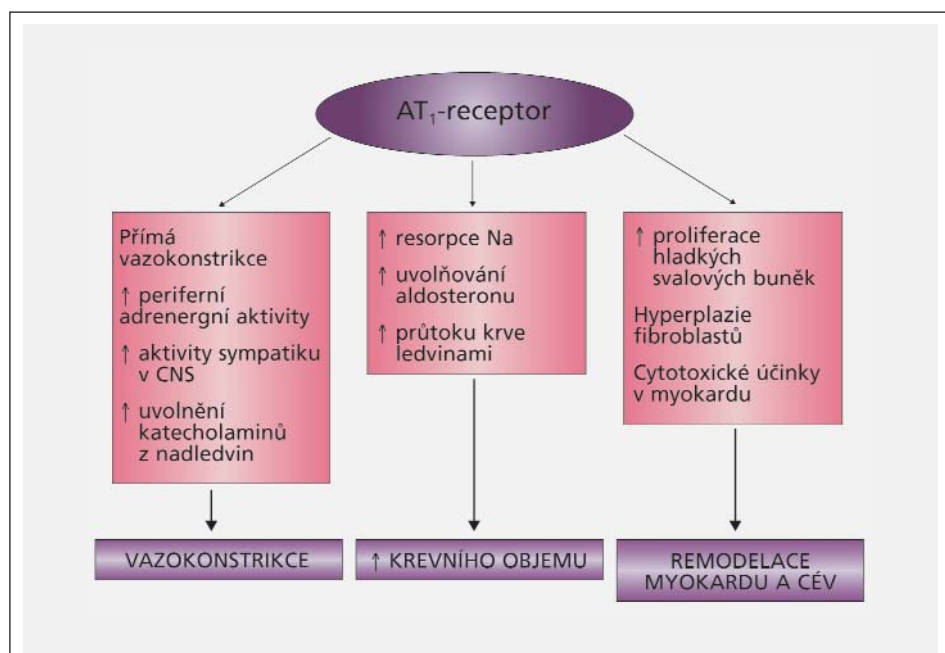 AT₁-receptor
Přímá
vazokonstrikce
↑ periferní
adrenergní aktivity
↑ aktivity sympatiku
v CNS
↑ uvolnění
katecholaminů
z nadledvin
↑ resorpce Na
↑ uvolňování
aldosteronu
↑ průtoku krve
ledvinami
↑ proliferace
hladkých
svalových buněk
Hyperplazie
fibroblastů
Cytotoxické účinky
v myokardu
VAZOKONSTRIKCE
↑ KREVNÍHO OBJEMU
REMODELACE
MYOKARDU A CÉV